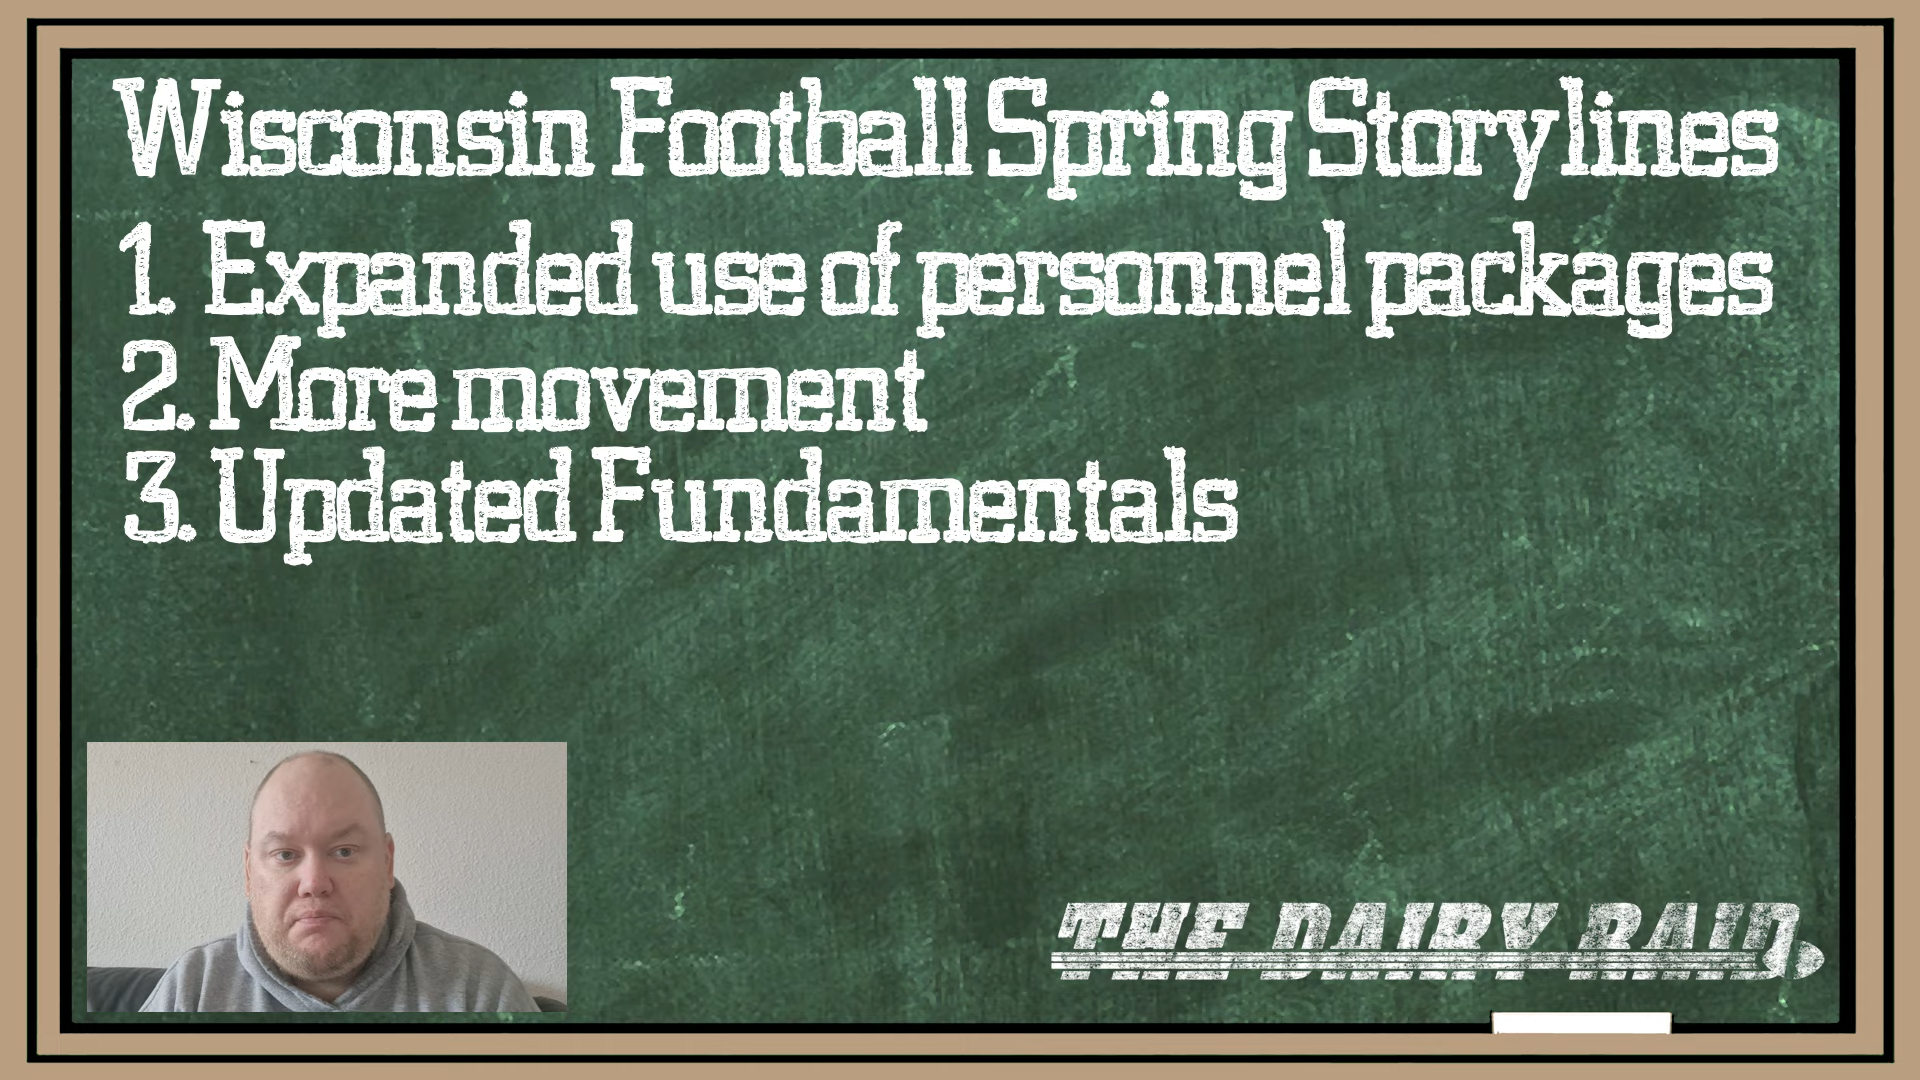 Wisconsin Football Spring Storylines
1. Expanded use of personnel packages
2. More movement
3. Updated Fundamentals
THE DAIRY RAID